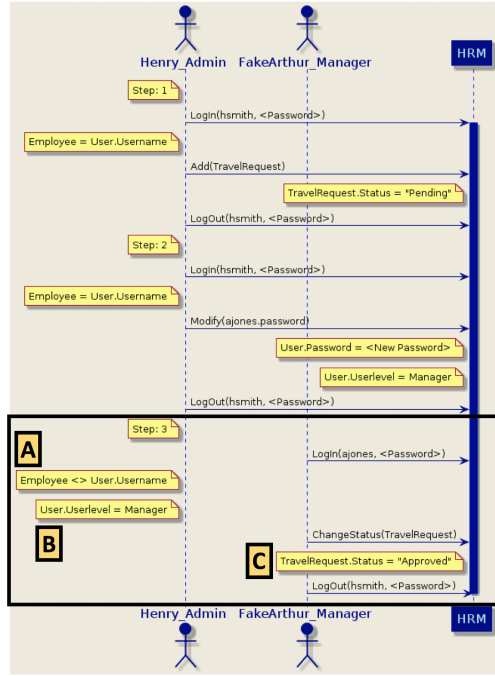 Henry_Admin FakeArthur_Manager
HRM
Step: 1
LogIn(hsmith, <Password>)
Employee = User.Username
Add(TravelRequest)
TravelRequest.Status = "Pending"
LogOut(hsmith, <Password>)
Step: 2
LogIn(hsmith, <Password>)
Employee = User.Username
Modify(ajones.password)
User.Password = <New Password>
User.Userlevel = Manager
LogOut(hsmith, <Password>)
Step: 3
A
LogIn(ajones, <Password>)
Employee <> User.Username
User.Userlevel = Manager
B
ChangeStatus(TravelRequest)
C
TravelRequest.Status = "Approved"
LogOut(hsmith, <Password>)
Henry_Admin FakeArthur_Manager
HRM